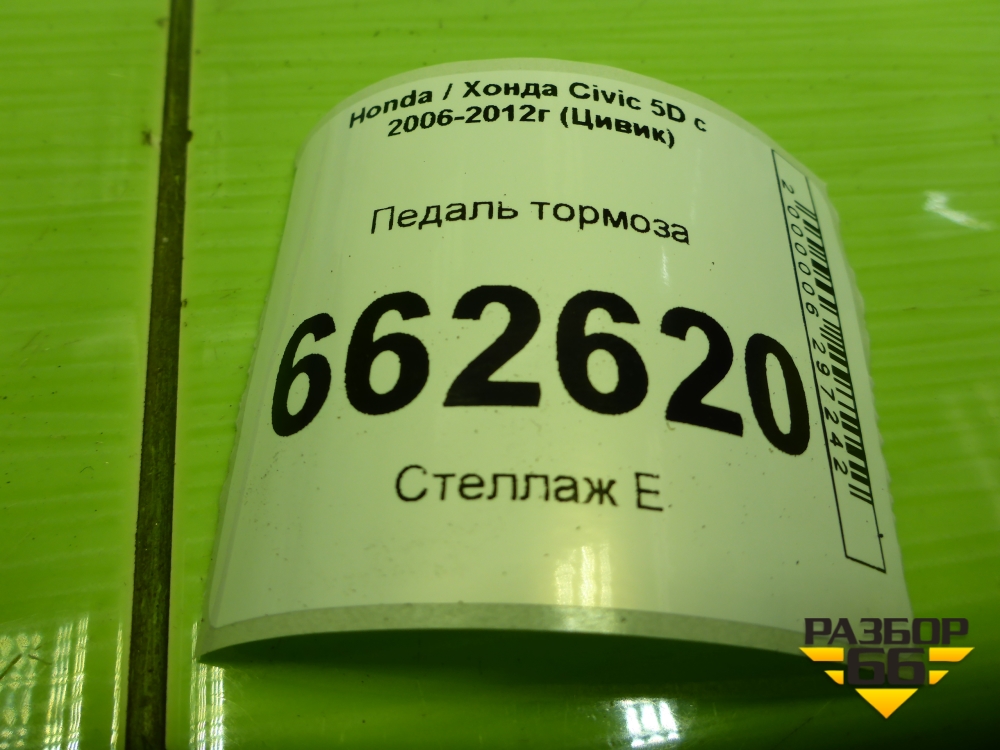 Honda / Хонда Civic 5D с
2006-2012г (Цивик)
Педаль тормоза
662620
Стеллаж Е
2000006297242
РАЗБОР
66